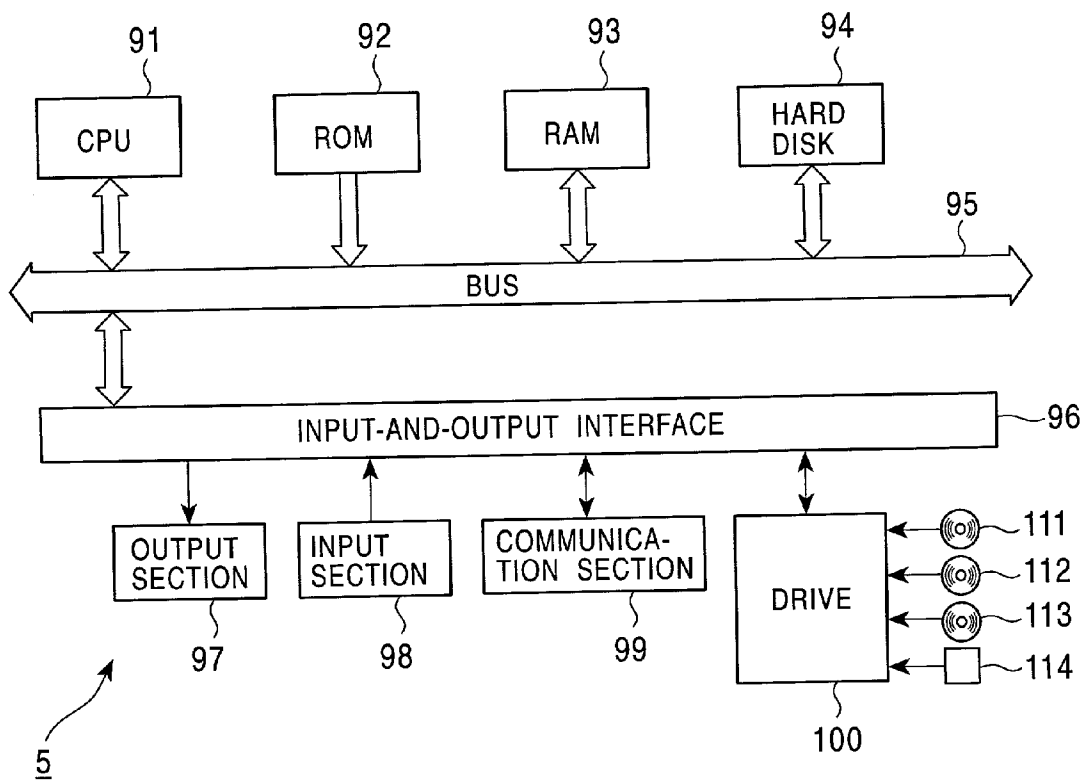 91
92
93
94
CPU
ROM
RAM
HARD
DISK
95
BUS
INPUT-AND-OUTPUT INTERFACE
96
OUTPUT
SECTION
INPUT
SECTION
COMMUNICA-
TION SECTION
DRIVE
111
112
113
114
97
98
99
100
5